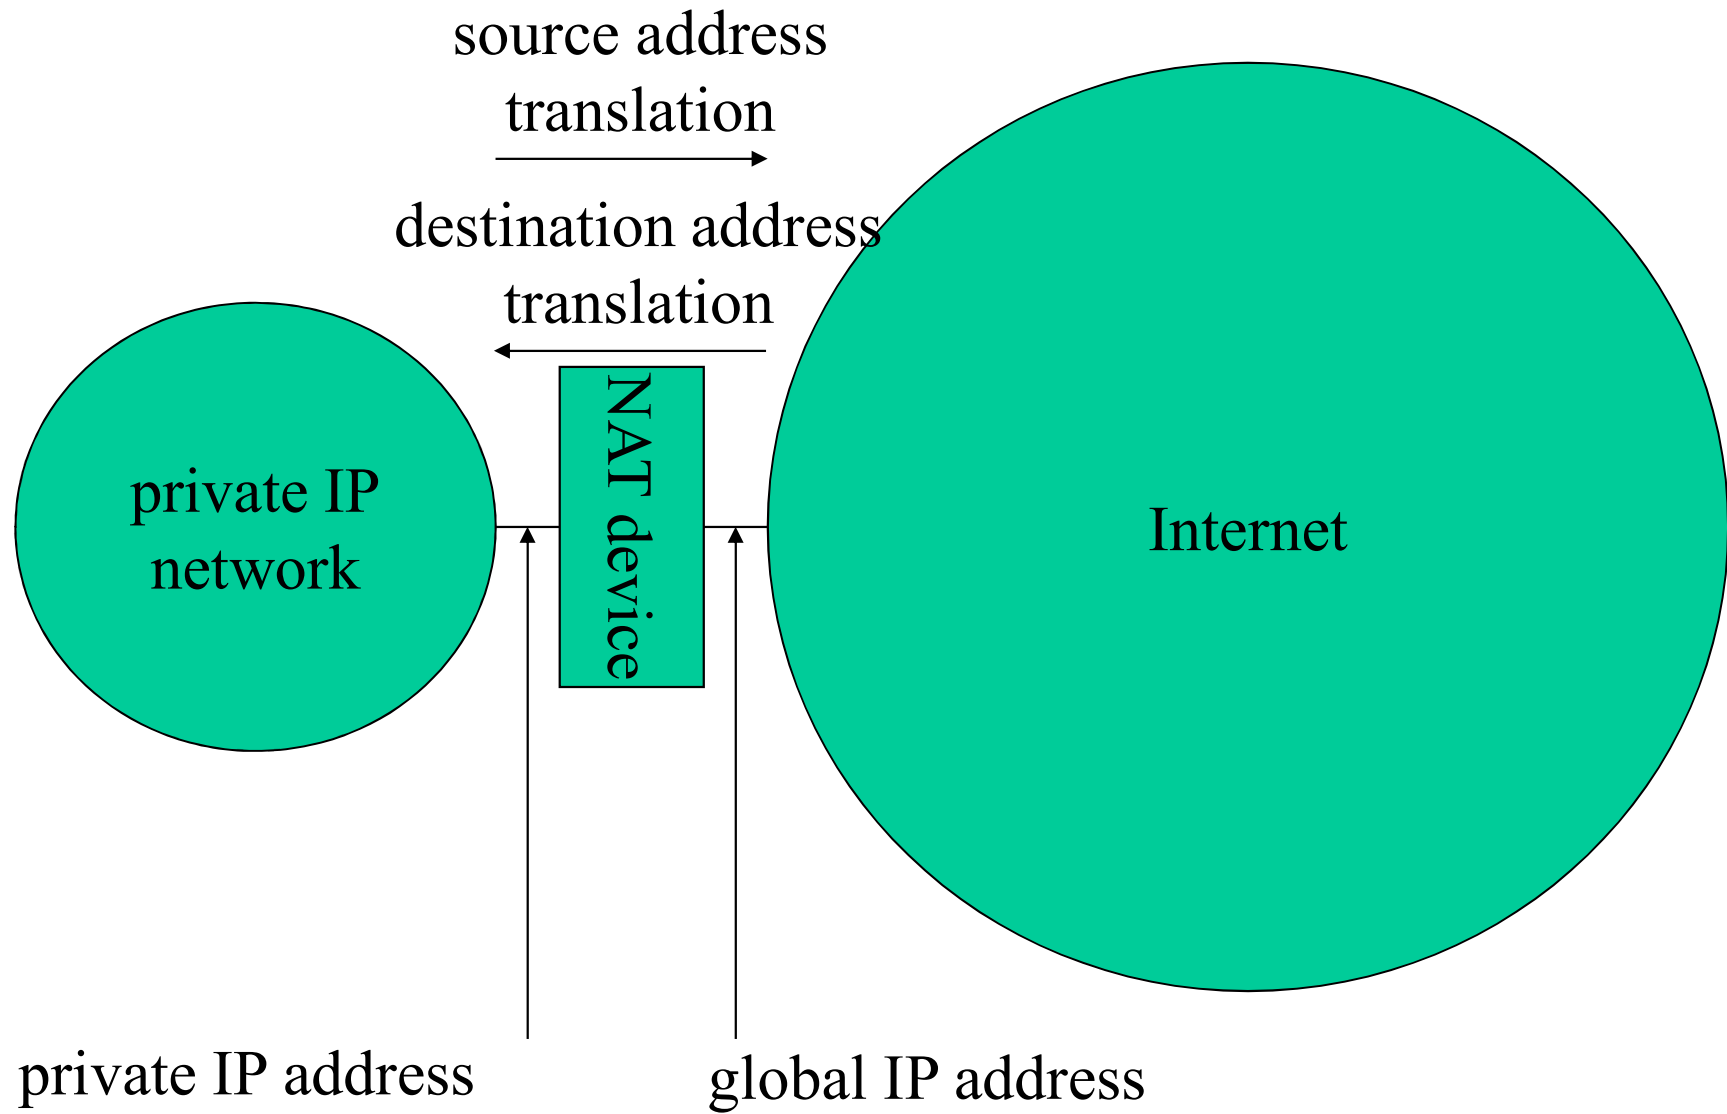 source address
translation
destination address
translation
NAT device
private IP
network
Internet
private IP address
global IP address